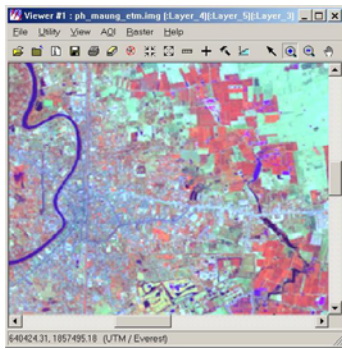 Viewer #1 : ph_maung_etm.img (:Layer_4)(:Layer_5)(:Layer_3)
File Utility View AOI Raster Help
640424.31, 1857495.18 (UTM / Everest)